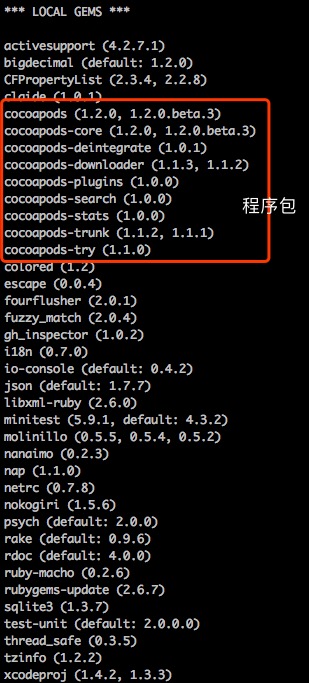 *** LOCAL GEMS ***
activesupport (4.2.7.1)
bigdecimal (default: 1.2.0)
CFPropertyList (2.3.4, 2.2.8)
claide (1.0.1)
cocoapods (1.2.0, 1.2.0.beta.3)
cocoapods-core (1.2.0, 1.2.0.beta.3)
cocoapods-deintegrate (1.0.1)
cocoapods-downloader (1.1.3, 1.1.2)
cocoapods-plugins (1.0.0)
cocoapods-search (1.0.0)
程序包
cocoapods-stats (1.0.0)
cocoapods-trunk (1.1.2, 1.1.1)
cocoapods-try (1.1.0)
colored (1.2)
escape (0.0.4)
fourflusher (2.0.1)
fuzzy_match (2.0.4)
gh_inspector (1.0.2)
i18n (0.7.0)
io-console (default: 0.4.2)
json (default: 1.7.7)
libxml-ruby (2.6.0)
minitest (5.9.1, default: 4.3.2)
molinillo (0.5.5, 0.5.4, 0.5.2)
nanaimo (0.2.3)
nap (1.1.0)
netrc (0.7.8)
nokogiri (1.5.6)
psych (default: 2.0.0)
rake (default: 0.9.6)
rdoc (default: 4.0.0)
ruby-macho (0.2.6)
rubygems-update (2.6.7)
sqlite3 (1.3.7)
test-unit (default: 2.0.0.0)
thread_safe (0.3.5)
tzinfo (1.2.2)
xcodeproj (1.4.2, 1.3.3)